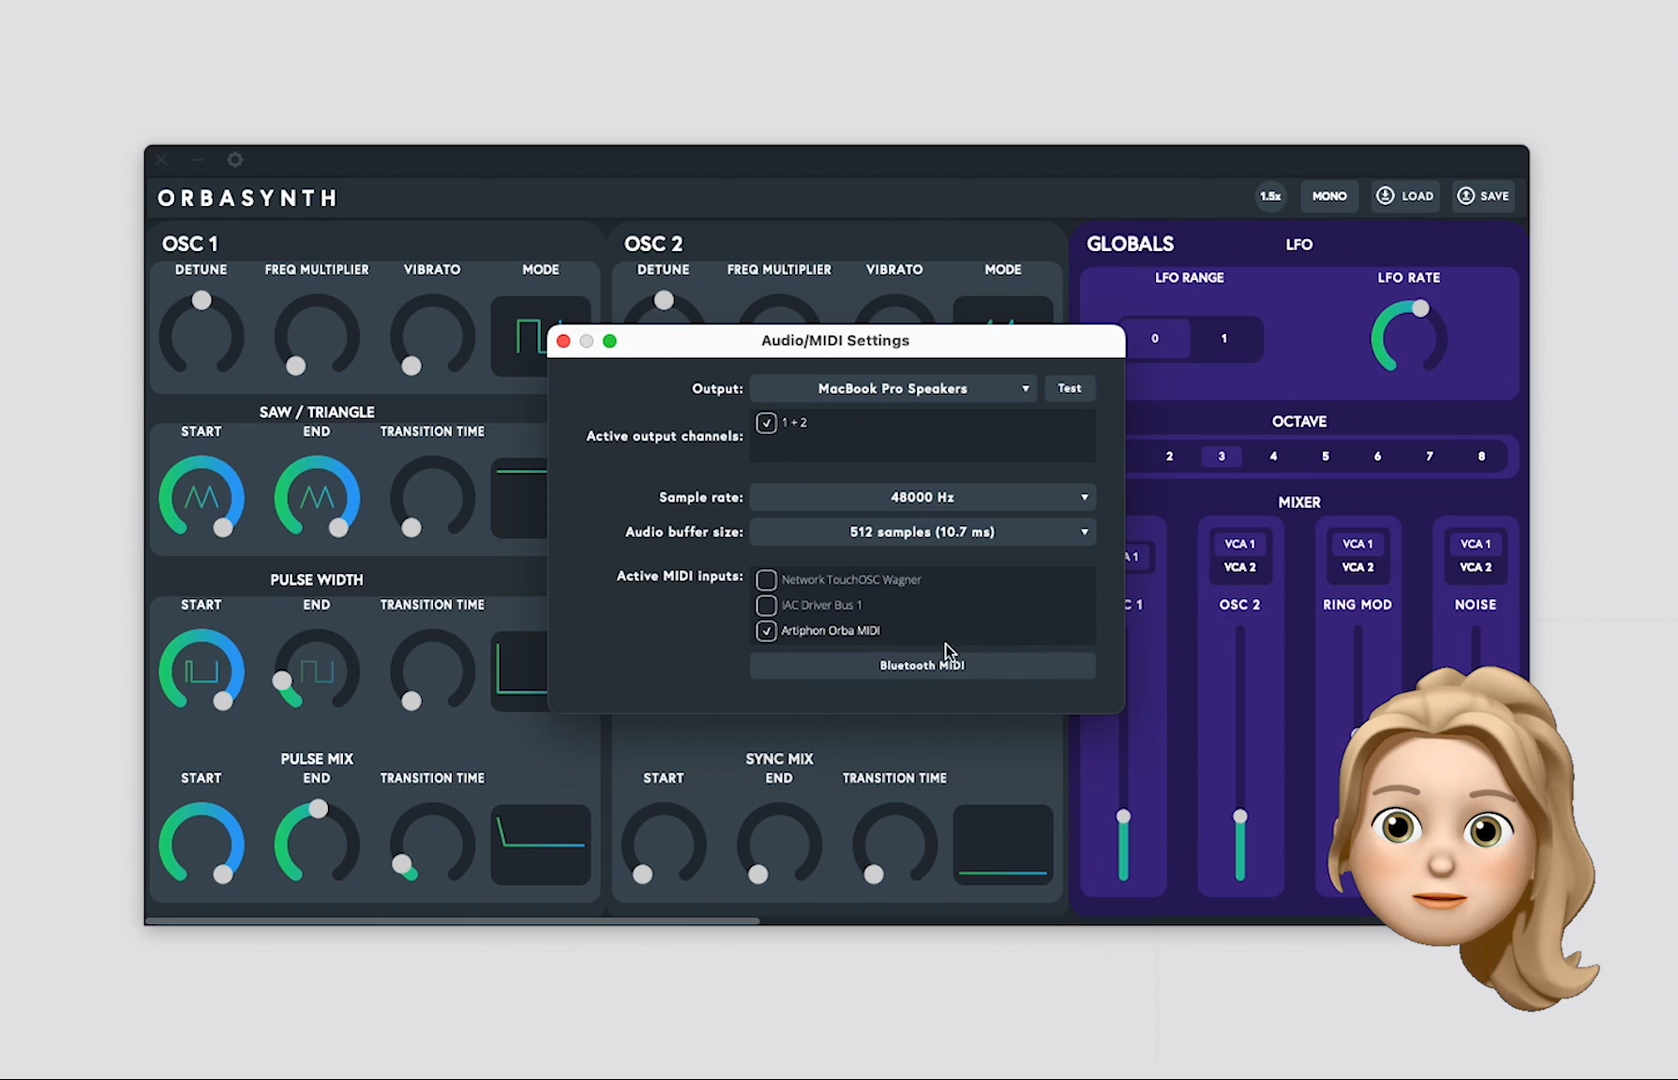 ORBASYNTH
1.5x MONO LOAD SAVE
OSC 1
DETUNE FREQ MULTIPLIER VIBRATO MODE
SAW / TRIANGLE
START END TRANSITION TIME
PULSE WIDTH
START END TRANSITION TIME
PULSE MIX
START END TRANSITION TIME
OSC 2
DETUNE FREQ MULTIPLIER VIBRATO MODE
SYNC MIX
START END TRANSITION TIME
Audio/MIDI Settings
Output: MacBook Pro Speakers Test
Active output channels: 1 + 2
Sample rate: 48000 Hz
Audio buffer size: 512 samples (10.7 ms)
Active MIDI inputs: Network TouchOSC Wagner
IAC Driver Bus 1
Artiphon Orba MIDI
Bluetooth MIDI
GLOBALS LFO
LFO RANGE LFO RATE
0 1
OCTAVE
2 3 4 5 6 7 8
MIXER
VCA 1 VCA 1 VCA 1
VCA 2 VCA 2 VCA 2
OSC 2 RING MOD NOISE